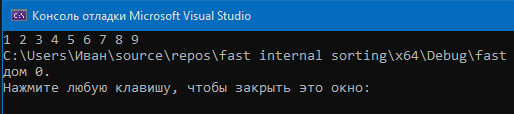 Консоль отладки Microsoft Visual Studio
1 2 3 4 5 6 7 8 9
C:\Users\Иван\source\repos\fast internal sorting\x64\Debug\fast
дом 0.
Нажмите любую клавишу, чтобы закрыть это окно: